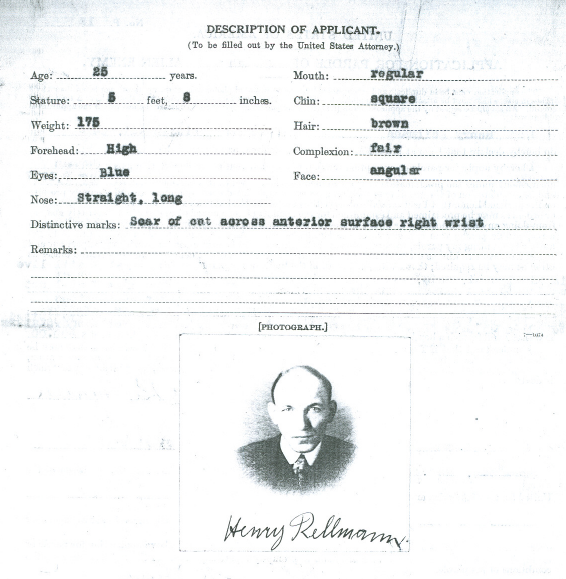 DESCRIPTION OF APPLICANT.
(To be filled out by the United States Attorney.)
Age: 25 years.
Mouth: regular
Stature: 5 feet, 8 inches.
Chin: square
Weight: 175
Hair: brown
Forehead: High
Complexion: fair
Eyes: Blue
Face: angular
Nose: Straight, long
Distinctive marks: Scar of cut across anterior surface right wrist
Remarks:
[PHOTOGRAPH.]
Henry Rellmann.